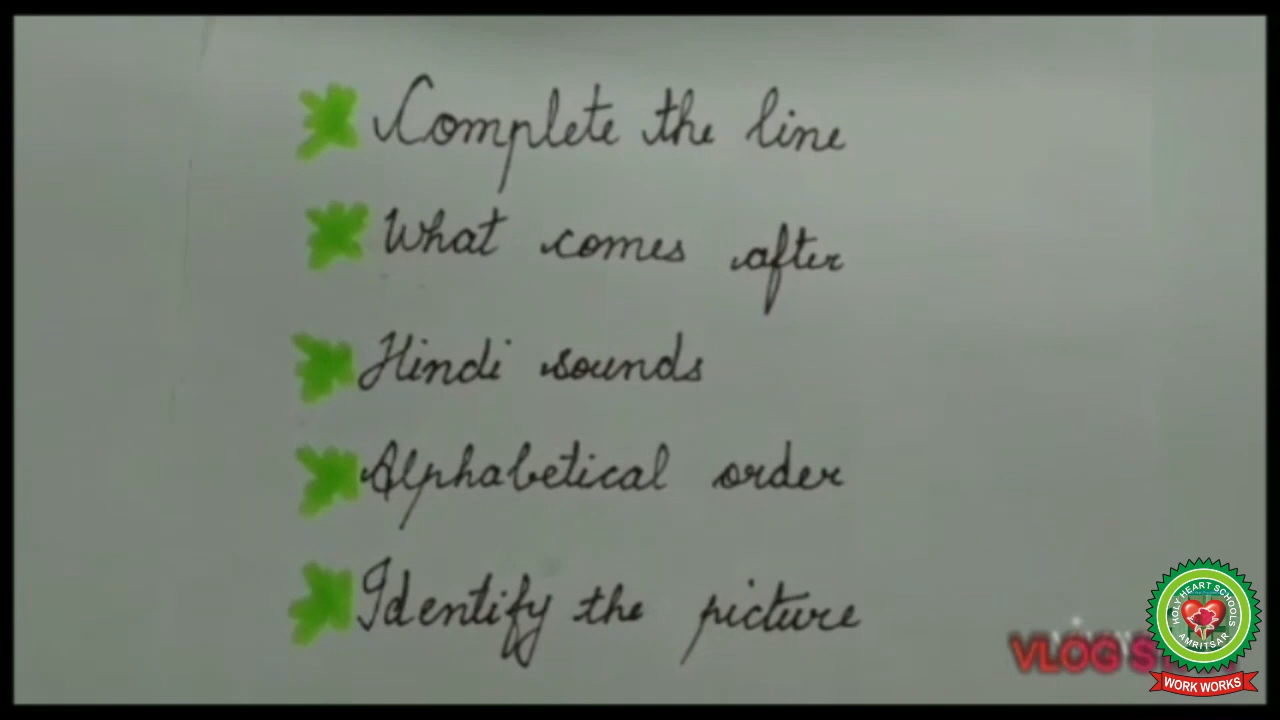 Complete the line
What comes after
Hindi sounds
Alphabetical order
Identify the picture
HOLY HEART SCHOOLS
AMRITSAR
VLOG S
WORK WORKS